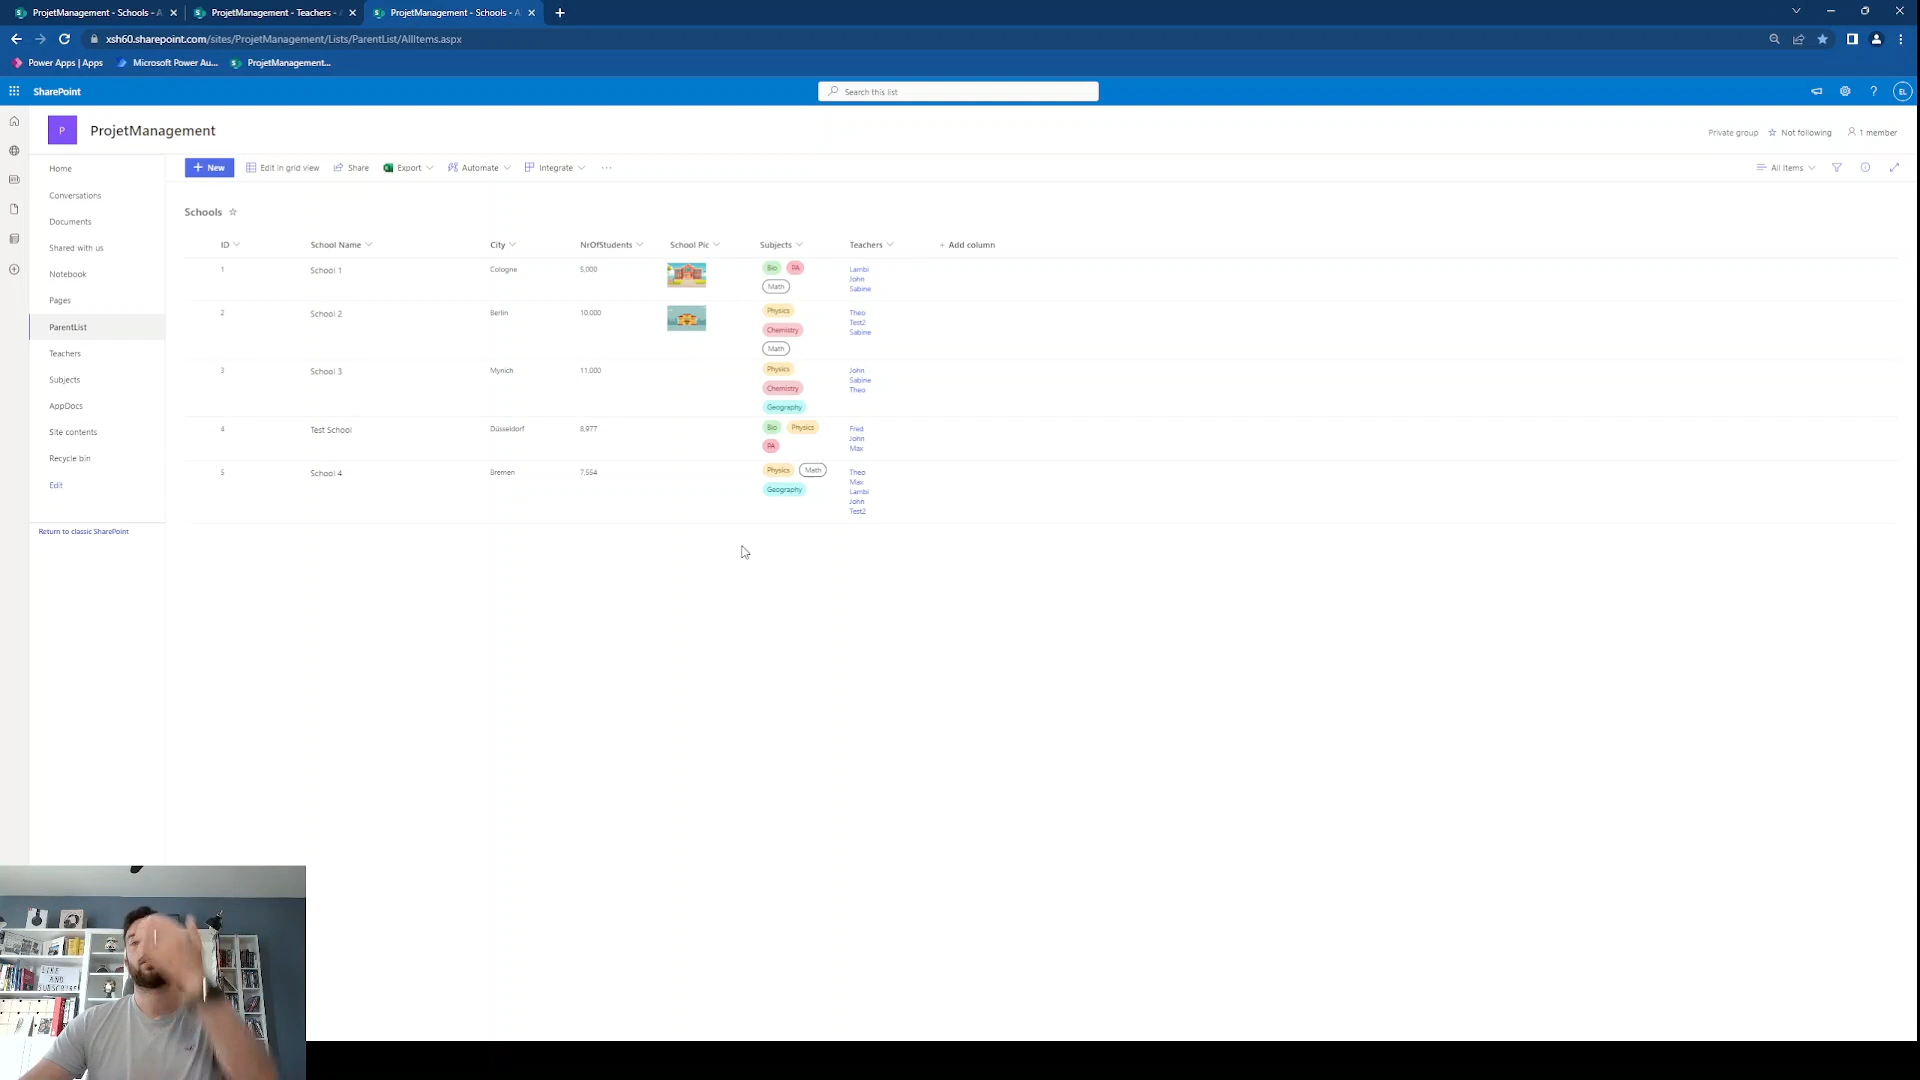 ProjetManagement - Schools - A
ProjetManagement - Teachers - A
ProjetManagement - Schools - A
xsh60.sharepoint.com/sites/ProjetManagement/Lists/ParentList/AllItems.aspx
Power Apps | Apps
Microsoft Power Au...
ProjetManagement...
SharePoint
Search this list
EL
P
ProjetManagement
Private group
Not following
1 member
Home
Conversations
Documents
Shared with us
Notebook
Pages
ParentList
Teachers
Subjects
AppDocs
Site contents
Recycle bin
Edit
Return to classic SharePoint
New
Edit in grid view
Share
Export
Automate
Integrate
All Items
Schools
ID School Name City NrOfStudents School Pic Subjects Teachers + Add column
1 School 1 Cologne 5,000
Bio PA
Math
Lambi
John
Sabine
2 School 2 Berlin 10,000
Physics
Chemistry
Math
Theo
Test2
Sabine
3 School 3 Mynich 11,000
Physics
Chemistry
Geography
John
Sabine
Theo
4 Test School Düsseldorf 8,977
Bio Physics
PA
Fred
John
Max
5 School 4 Bremen 7,554
Physics Math
Geography
Theo
Max
Lambi
John
Test2
LIKE
AND
SUBSCRIBE